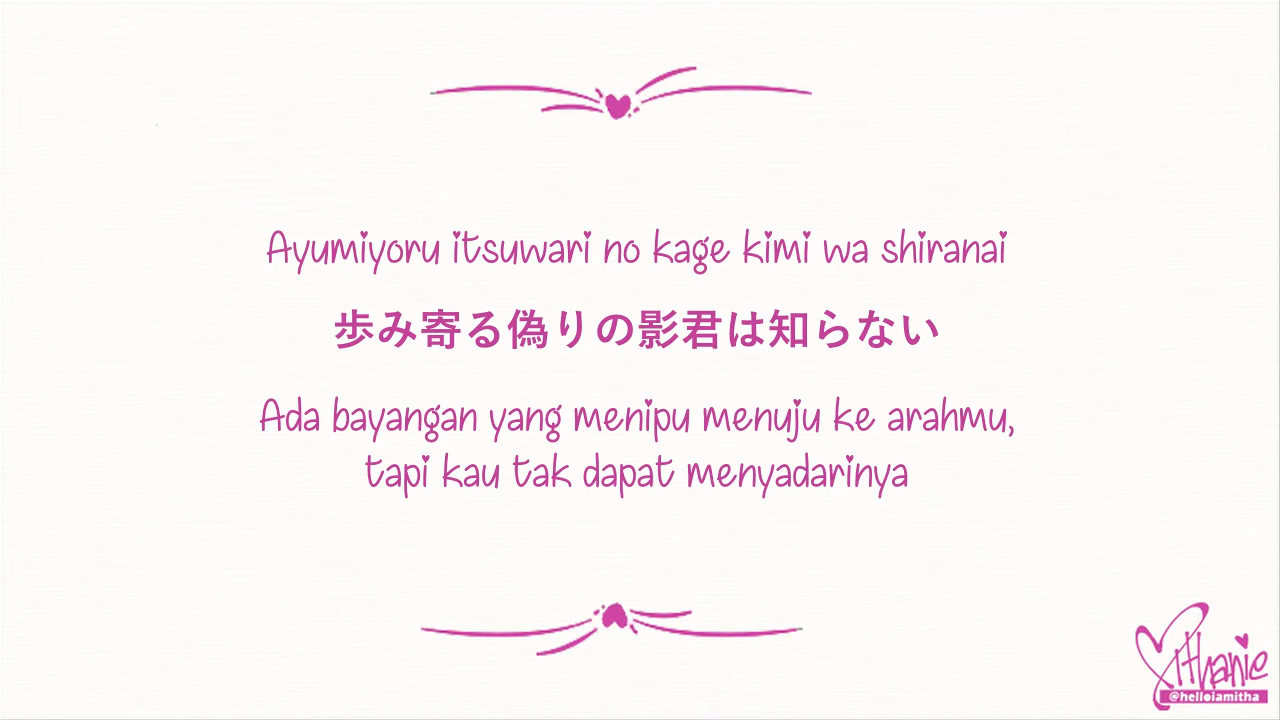 Ayumiyoru itsuwari no kage kimi wa shiranai
歩み寄る偽りの影君は知らない
Ada bayangan yang menipu menuju ke arahmu,
tapi kau tak dapat menyadarinya
Mithanie
@helloiamitha